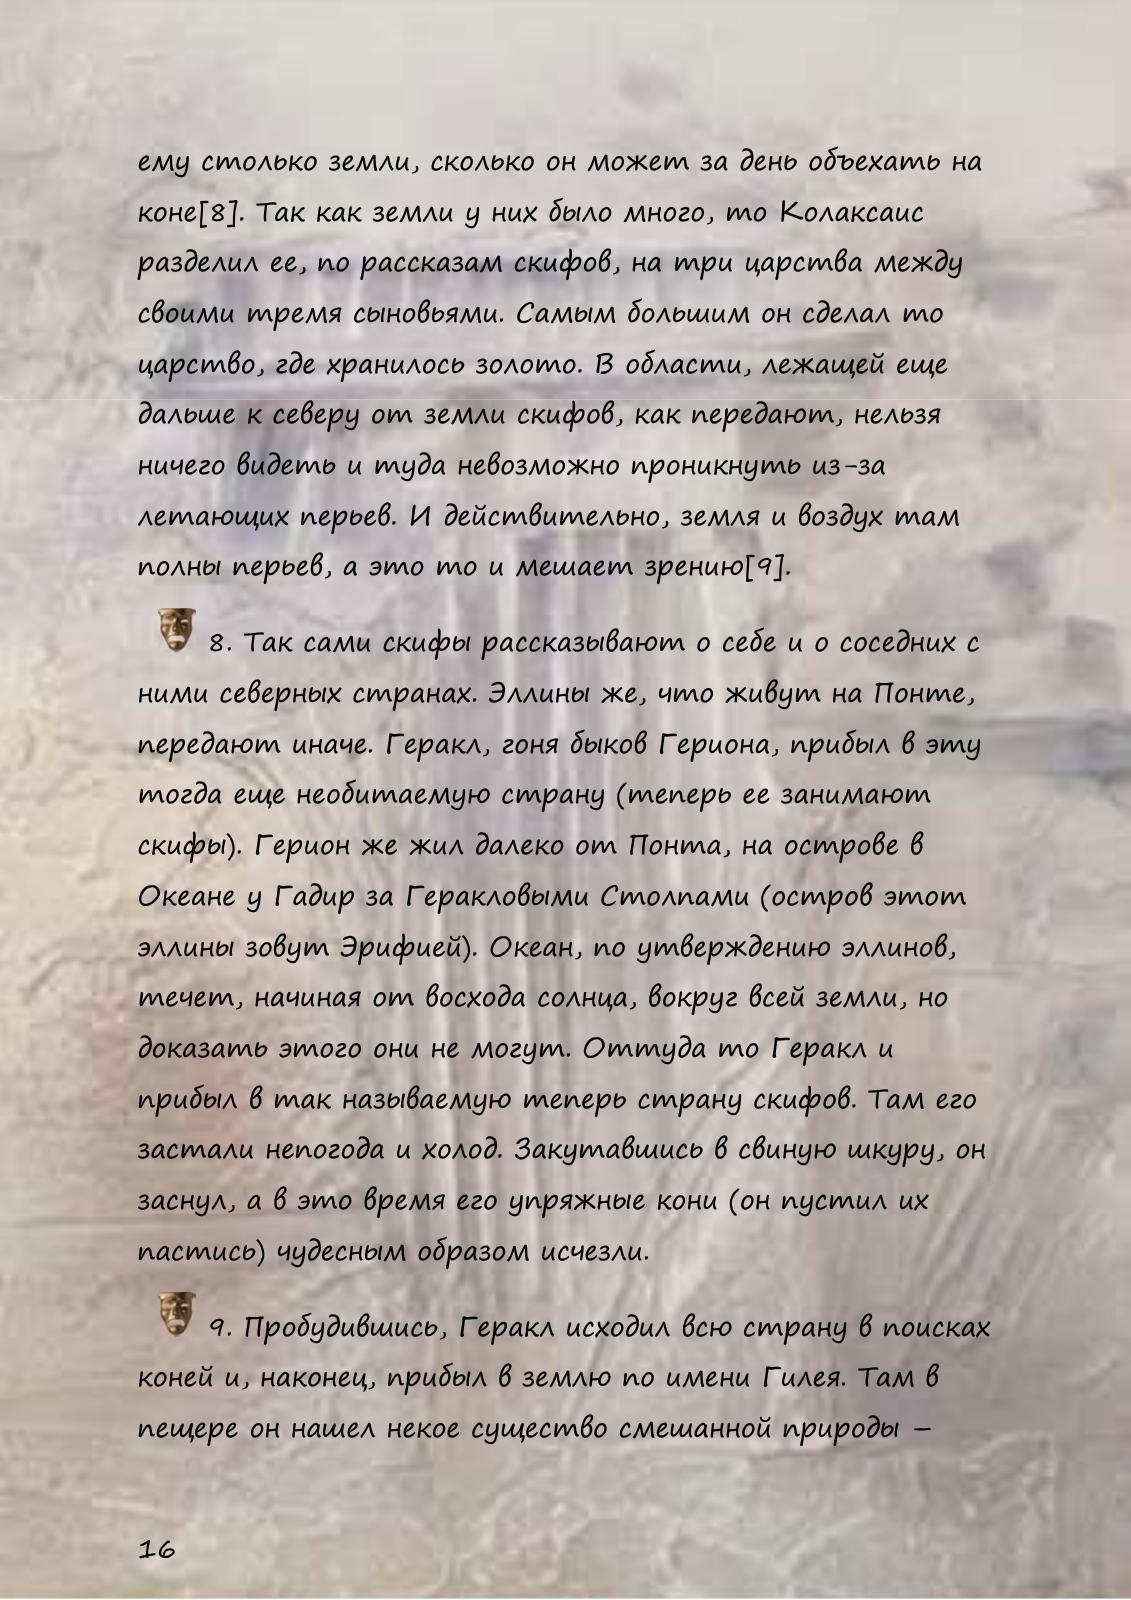 ему столько земли, сколько он может за день объехать на
коне[8]. Так как земли у них было много, то Колаксаис
разделил ее, по рассказам скифов, на три царства между
своими тремя сыновьями. Самым большим он сделал то
царство, где хранилось золото. В области, лежащей еще
дальше к северу от земли скифов, как передают, нельзя
ничего видеть и туда невозможно проникнуть из-за
летающих перьев. И действительно, земля и воздух там
полны перьев, а это то и мешает зрению[9].
8. Так сами скифы рассказывают о себе и о соседних с
ними северных странах. Эллины же, что живут на Понте,
передают иначе. Геракл, гоня быков Гериона, прибыл в эту
тогда еще необитаемую страну (теперь ее занимают
скифы). Герион же жил далеко от Понта, на острове в
Океане у Гадир за Геракловыми Столпами (остров этот
эллины зовут Эрифией). Океан, по утверждению эллинов,
течет, начиная от восхода солнца, вокруг всей земли, но
доказать этого они не могут. Оттуда то Геракл и
прибыл в так называемую теперь страну скифов. Там его
застали непогода и холод. Закутавшись в свиную шкуру, он
заснул, а в это время его упряжные кони (он пустил их
пастись) чудесным образом исчезли.
9. Пробудившись, Геракл исходил всю страну в поисках
коней и, наконец, прибыл в землю по имени Гилея. Там в
пещере он нашел некое существо смешанной природы –
16